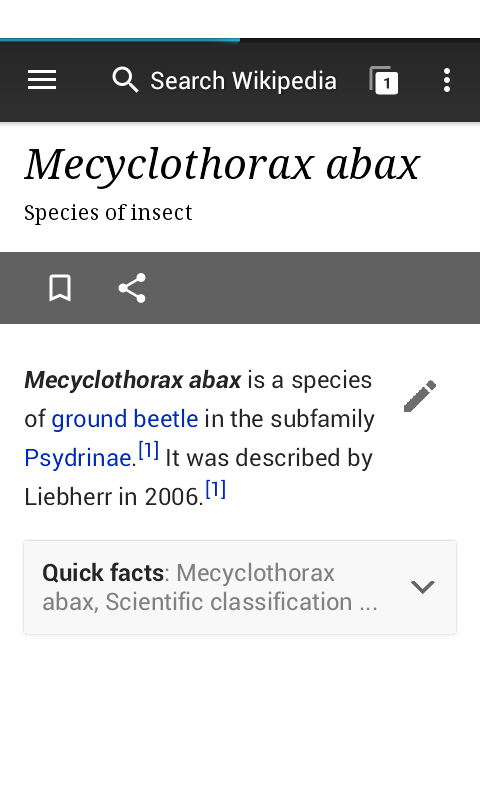 Search Wikipedia
1
Mecyclothorax abax
Species of insect
Mecyclothorax abax is a species
of ground beetle in the subfamily
Psydrinae.[1] It was described by
Liebherr in 2006.[1]
Quick facts: Mecyclothorax
abax, Scientific classification ...